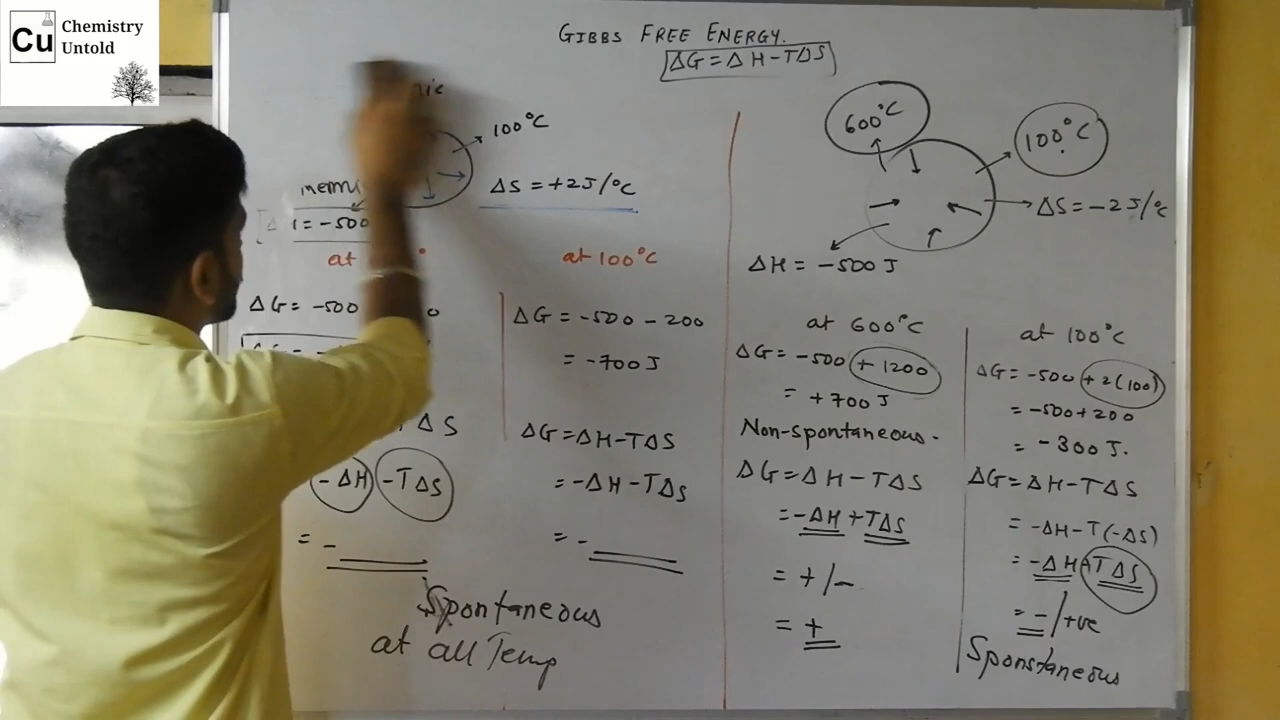 Cu
Chemistry
Untold
GIBBS FREE ENERGY.
ΔG = ΔH - TΔS
100°C
ΔS = +2J/°C
= -500
at
at 100°C
ΔG = -500
ΔG = -500 - 200
= -700J
ΔS
- ΔH - TΔS
= -
ΔG = ΔH - TΔS
= -ΔH - TΔS
= -
Spontaneous
at all Temp
600°C
100°C
ΔS = -2J/°C
ΔH = -500J
at 600°C
ΔG = -500 + 1200
= +700J
Non-spontaneous.
ΔG = ΔH - TΔS
= -ΔH + TΔS
= +/-
= +
at 100°C
ΔG = -500 + 2(100)
= -500+200
= -300J.
ΔG = ΔH - TΔS
= -ΔH - T(-ΔS)
= -ΔH + TΔS
= -/+ve
Sponstaneous